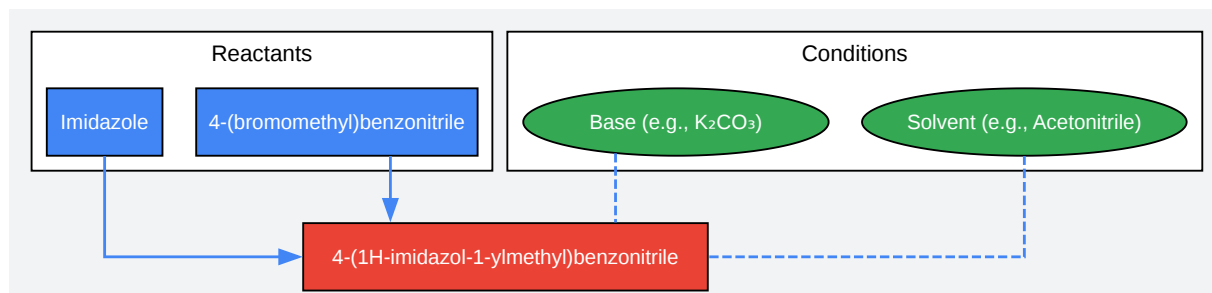 Reactants
Conditions
Imidazole
4-(bromomethyl)benzonitrile
Base (e.g., K₂CO₃)
Solvent (e.g., Acetonitrile)
4-(1H-imidazol-1-ylmethyl)benzonitrile